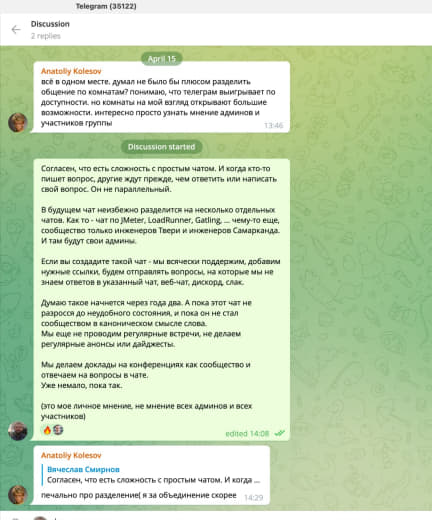 Telegram (35122)
Discussion
2 replies
April 15
Anatoliy Kolesov
всё в одном месте. думал не было бы плюсом разделить
общение по комнатам? понимаю, что телеграм выигрывает по
доступности. но комнаты на мой взгляд открывают большие
возможности. интересно просто узнать мнение админов и
участников группы
13:46
Discussion started
Согласен, что есть сложность с простым чатом. И когда кто-то
пишет вопрос, другие ждут прежде, чем ответить или написать
свой вопрос. Он не параллельный.
В будущем чат неизбежно разделится на несколько отдельных
чатов. Как то - чат по JMeter, LoadRunner, Gatling, ... чему-то еще,
сообщество только инженеров Твери и инженеров Самарканда.
И там будут свои админы.
Если вы создадите такой чат - мы всячески поддержим, добавим
нужные ссылки, будем отправлять вопросы, на которые мы не
знаем ответов в указанный чат, веб-чат, дискорд, слак.
Думаю такое начнется через года два. А пока этот чат не
разросся до неудобного состояния, и пока он не стал
сообществом в каноническом смысле слова.
Мы еще не проводим регулярные встречи, не делаем
регулярные анонсы или дайджесты.
Мы делаем доклады на конференциях как сообщество и
отвечаем на вопросы в чате.
Уже немало, пока так.
(это мое личное мнение, не мнение всех админов и всех
участников)
edited 14:08
Anatoliy Kolesov
Вячеслав Смирнов
Согласен, что есть сложность с простым чатом. И когда ...
печально про разделение( я за объединение скорее
14:29